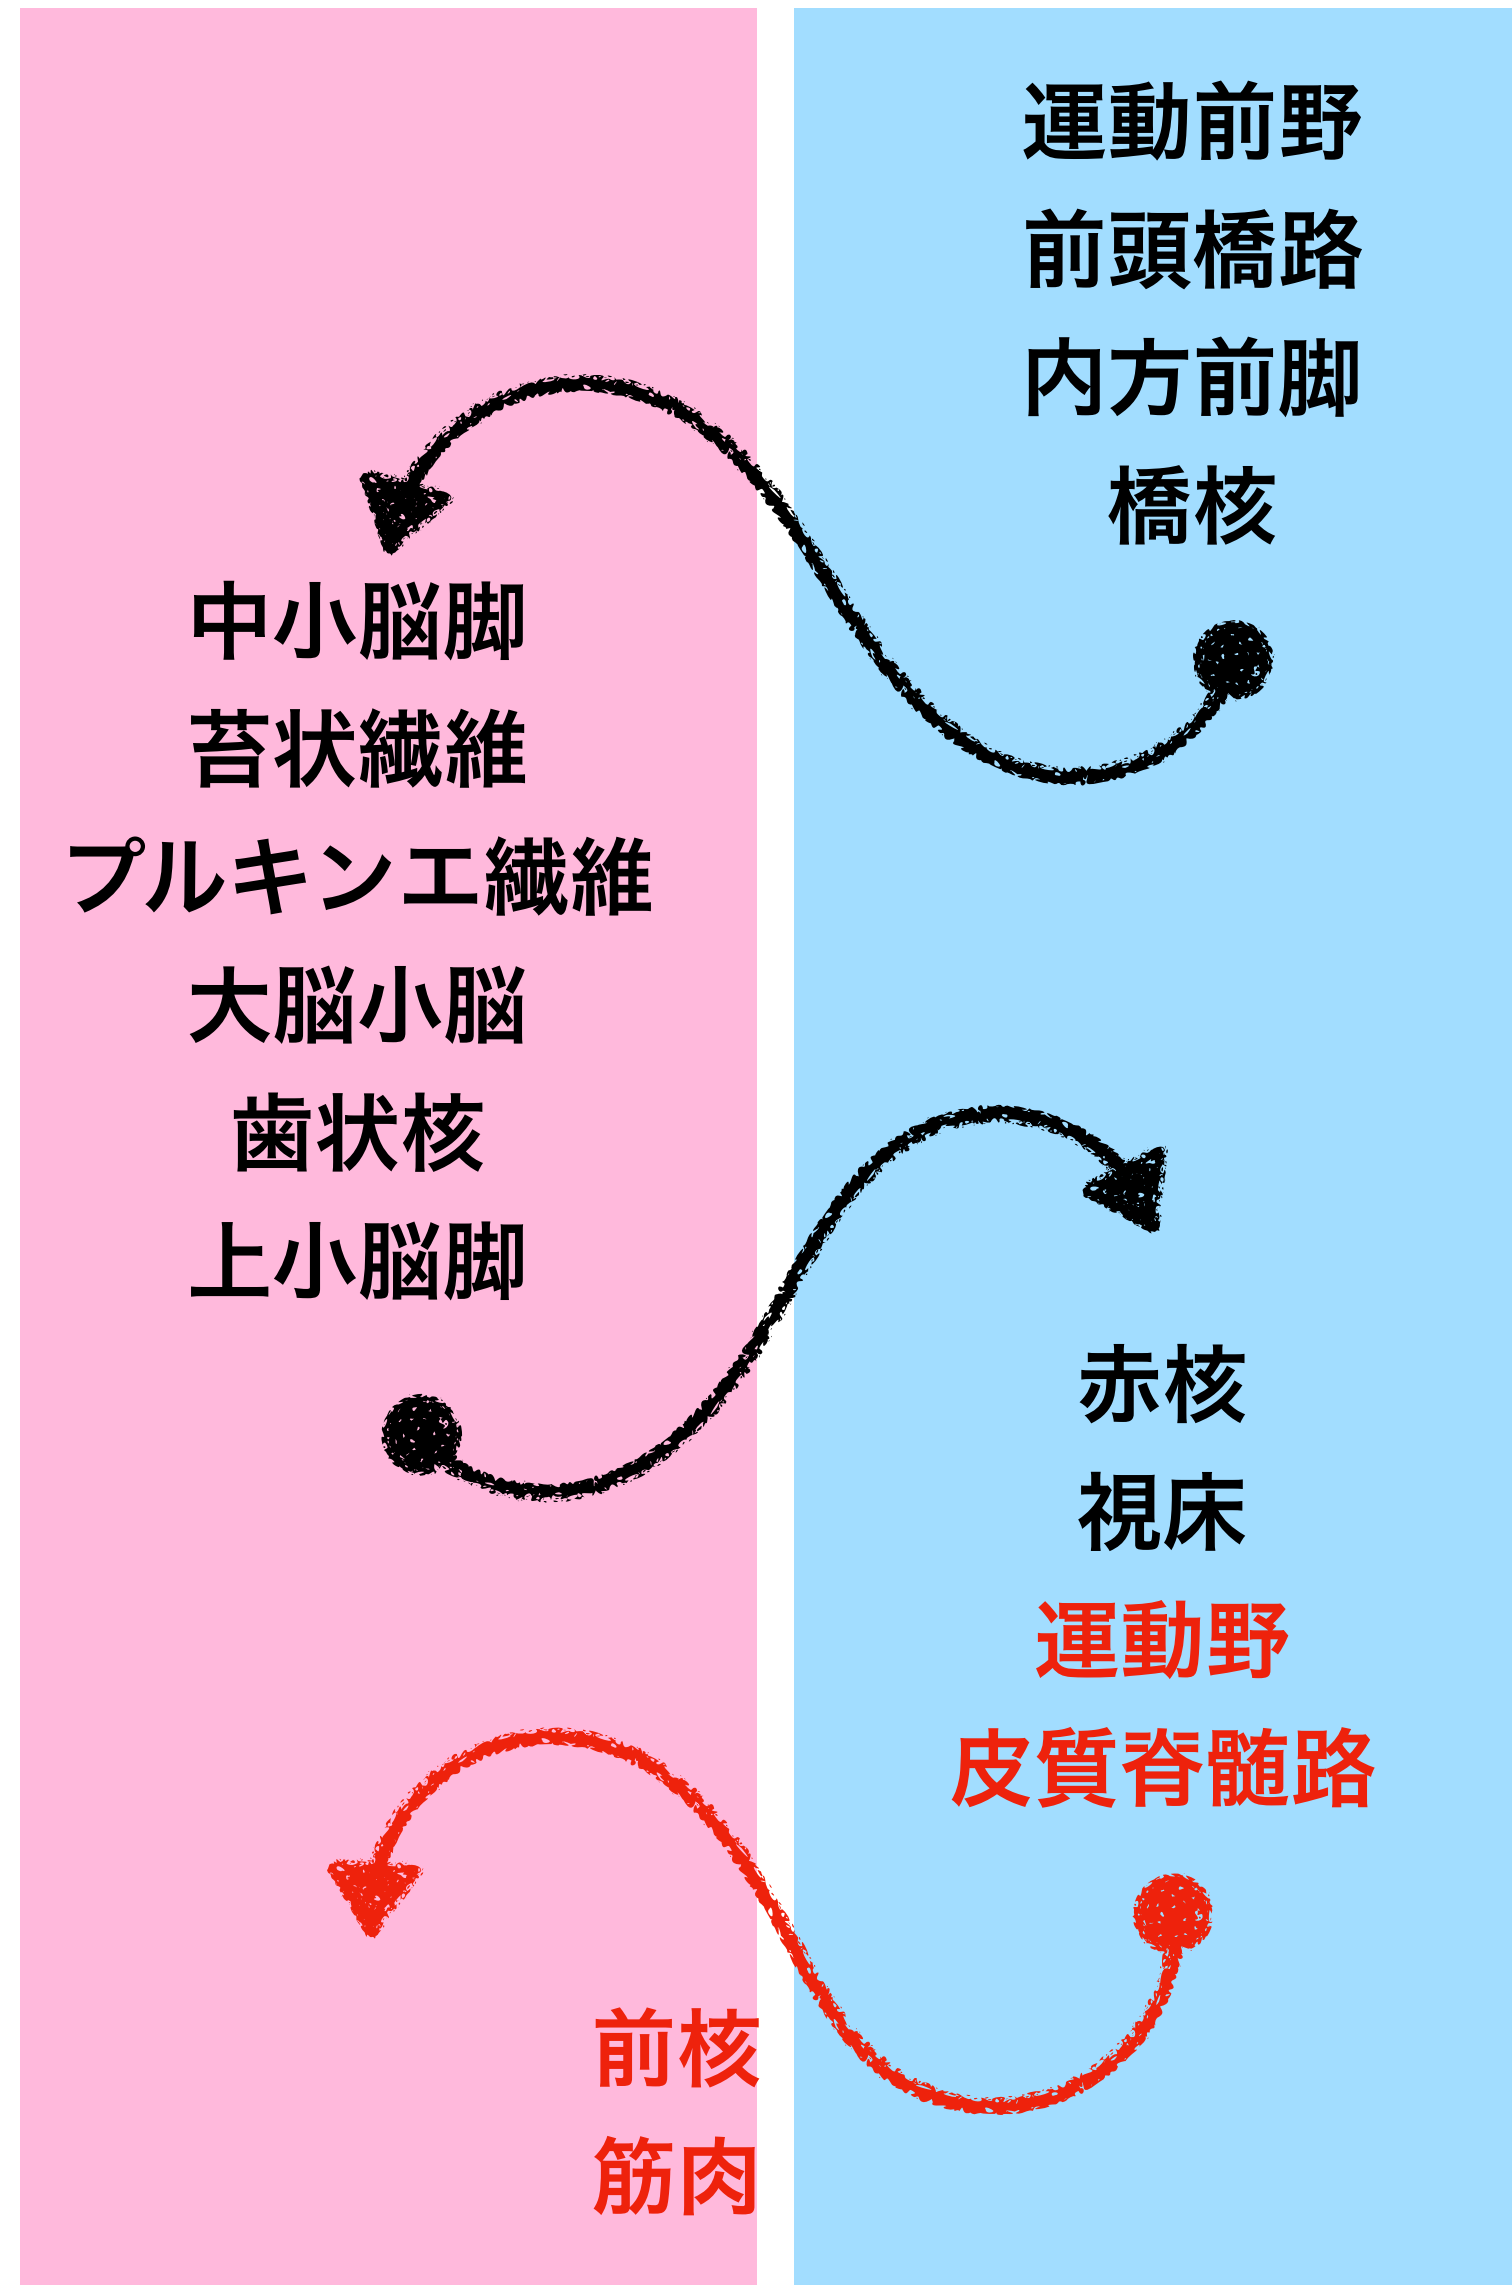 運動前野
前頭橋路
内方前脚
橋核
中小脳脚
苔状繊維
プルキンエ繊維
大脳小脳
歯状核
上小脳脚
赤核
視床
運動野
皮質脊髄路
前核
筋肉